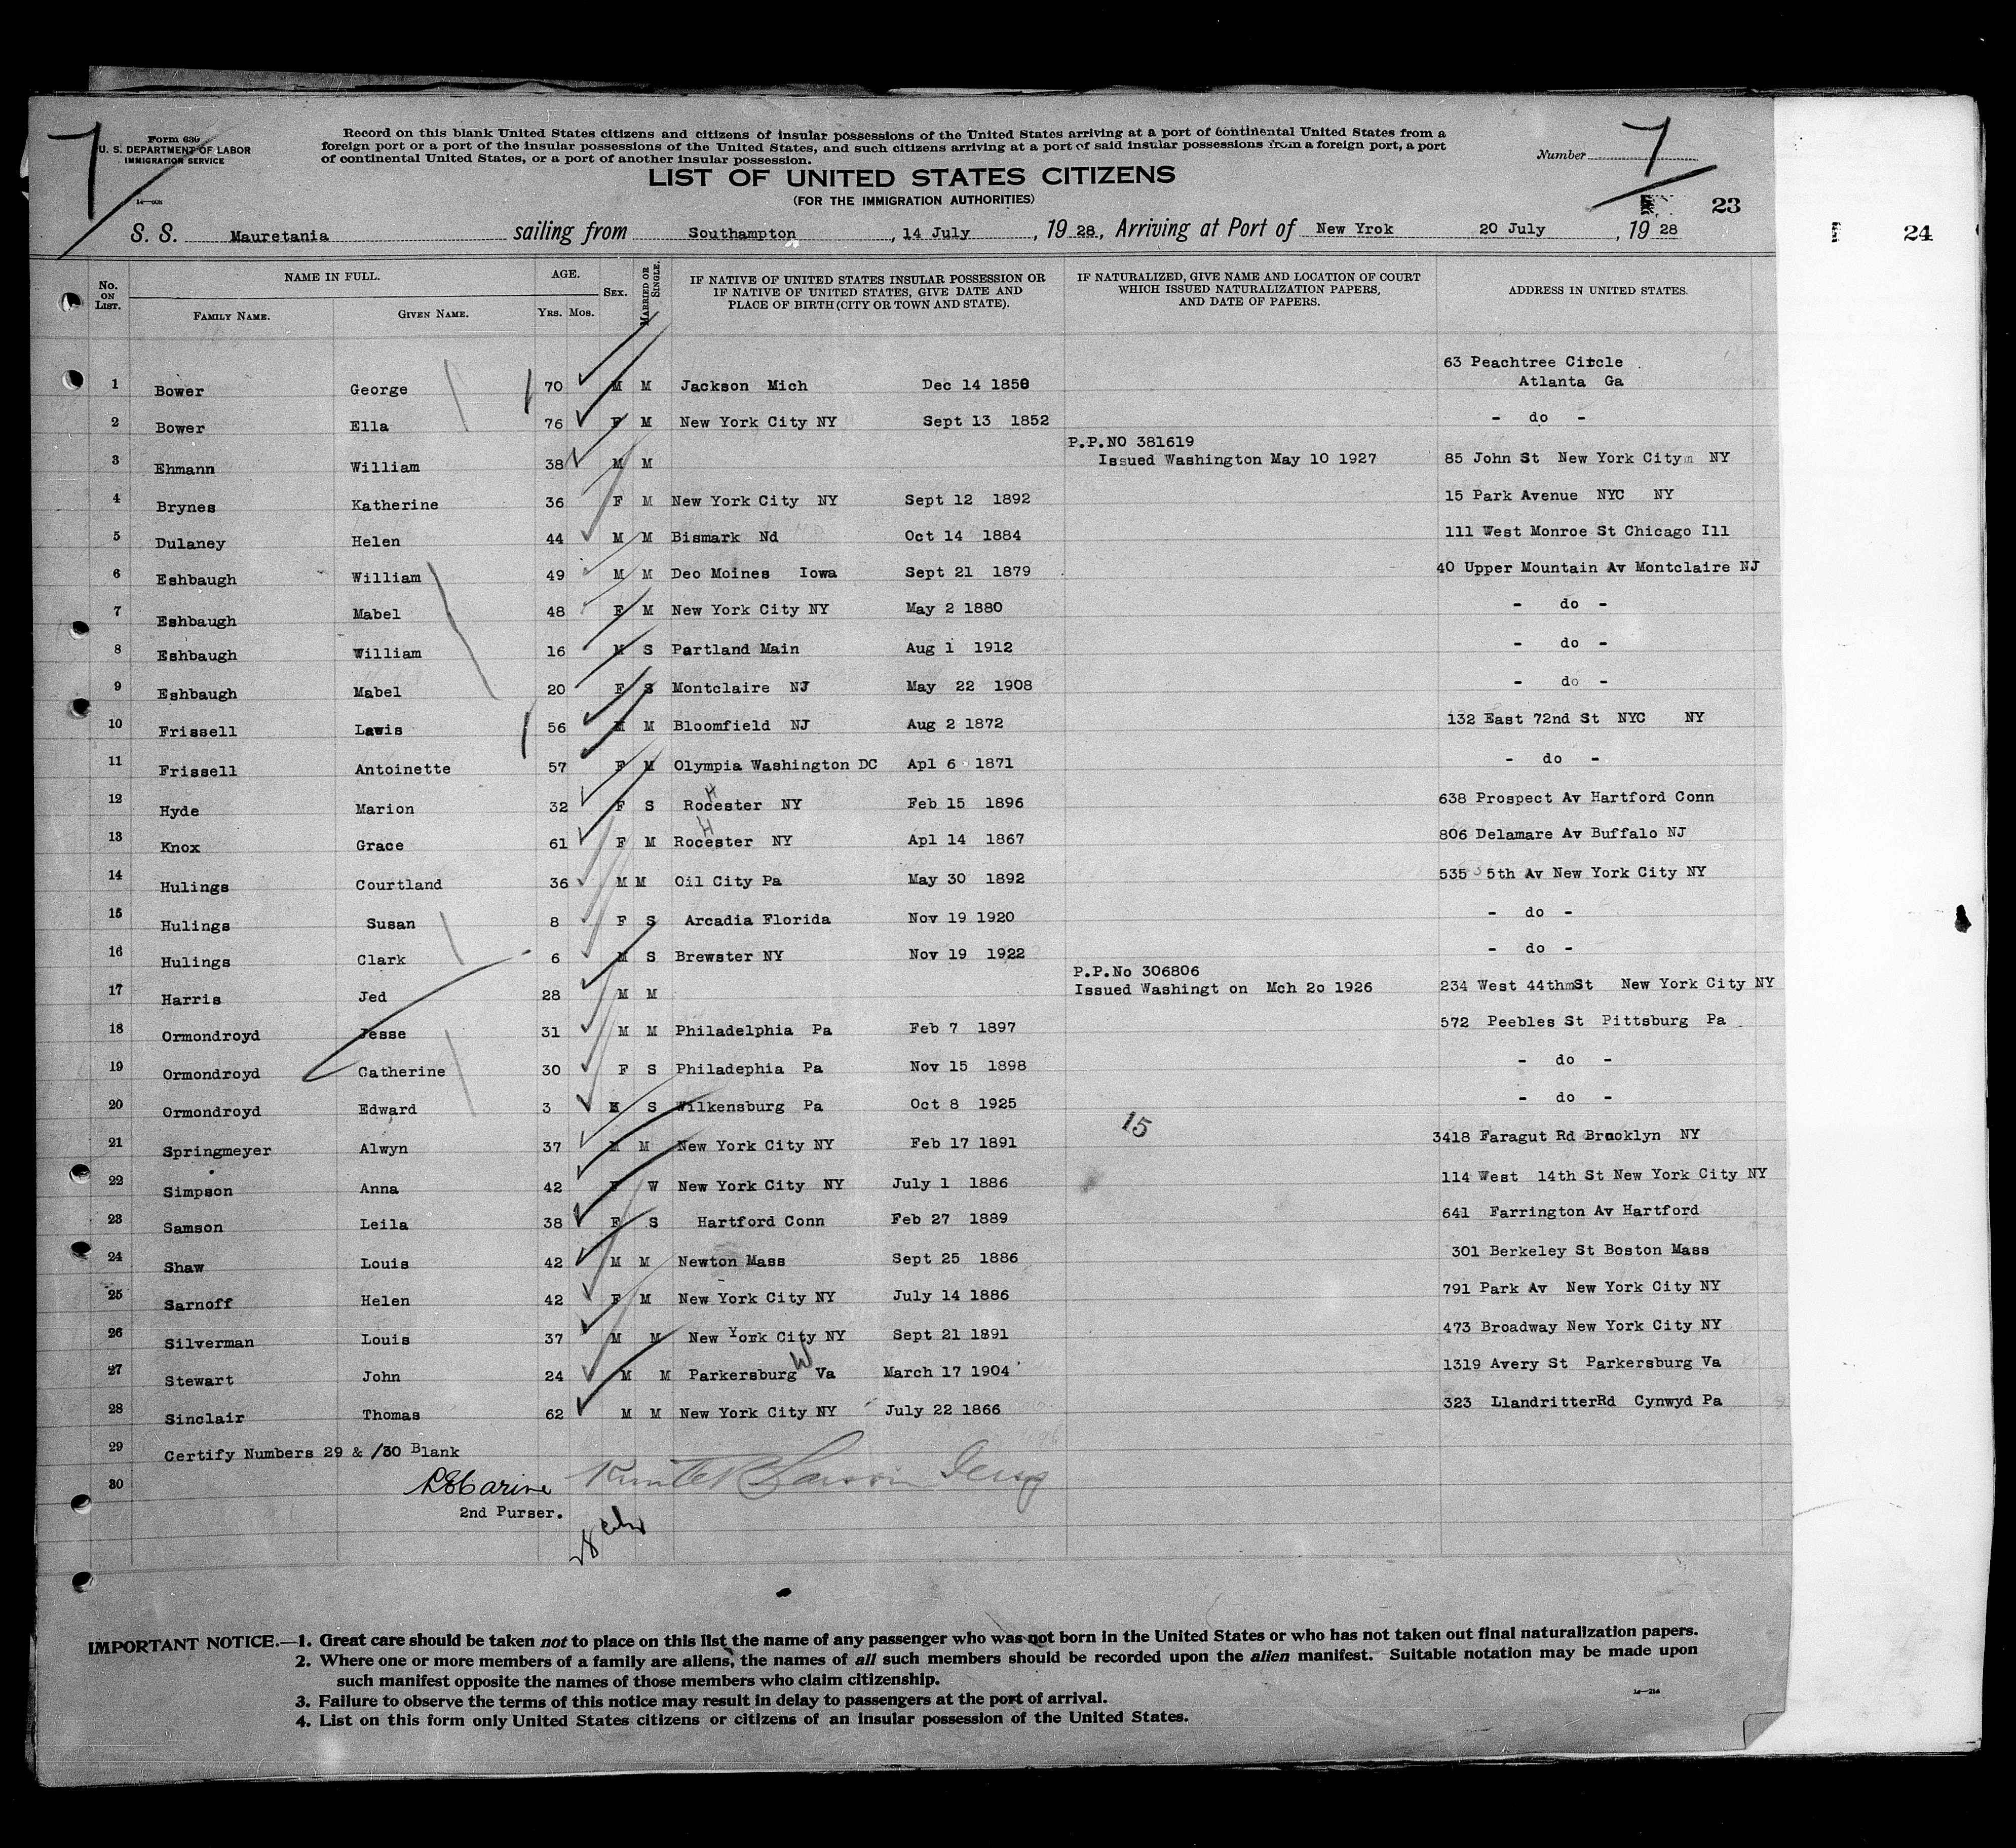 7
Form 630
U. S. DEPARTMENT OF LABOR
IMMIGRATION SERVICE
Record on this blank United States citizens and citizens of insular possessions of the United States arriving at a port of continental United States from a
foreign port or a port of the insular possessions of the United States, and such citizens arriving at a port of said insular possessions from a foreign port, a port
of continental United States, or a port of another insular possession.
Number 7
LIST OF UNITED STATES CITIZENS
(FOR THE IMMIGRATION AUTHORITIES)
23
24
S. S. Mauretania sailing from Southampton, 14 July, 19 28, Arriving at Port of New Yrok 20 July, 19 28
No. ON LIST. NAME IN FULL. FAMILY NAME. GIVEN NAME. AGE. YRS. MOS. SEX. MARRIED OR SINGLE. IF NATIVE OF UNITED STATES INSULAR POSSESSION OR IF NATIVE OF UNITED STATES, GIVE DATE AND PLACE OF BIRTH (CITY OR TOWN AND STATE). IF NATURALIZED, GIVE NAME AND LOCATION OF COURT WHICH ISSUED NATURALIZATION PAPERS, AND DATE OF PAPERS. ADDRESS IN UNITED STATES.
1 Bower George 70 M M Jackson Mich Dec 14 1858 63 Peachtree Circle Atlanta Ga
2 Bower Ella 76 F M New York City NY Sept 13 1852 - do -
3 Ehmann William 38 M M P.P.NO 381619 Issued Washington May 10 1927 85 John St New York City NY
4 Brynes Katherine 36 F M New York City NY Sept 12 1892 15 Park Avenue NYC NY
5 Dulaney Helen 44 M M Bismark Nd Oct 14 1884 111 West Monroe St Chicago Ill
6 Eshbaugh William 49 M M Deo Moines Iowa Sept 21 1879 40 Upper Mountain Av Montclaire NJ
7 Eshbaugh Mabel 48 F M New York City NY May 2 1880 - do -
8 Eshbaugh William 16 M S Partland Main Aug 1 1912 - do -
9 Eshbaugh Mabel 20 F S Montclaire NJ May 22 1908 - do -
10 Frissell Lewis 56 M M Bloomfield NJ Aug 2 1872 132 East 72nd St NYC NY
11 Frissell Antoinette 57 F M Olympia Washington DC Apl 6 1871 - do -
12 Hyde Marion 32 F S Rocester NY Feb 15 1896 638 Prospect Av Hartford Conn
13 Knox Grace 61 F M Rocester NY Apl 14 1867 806 Delamare Av Buffalo NJ
14 Hulings Courtland 36 M M Oil City Pa May 30 1892 535 5th Av New York City NY
15 Hulings Susan 8 F S Arcadia Florida Nov 19 1920 - do -
16 Hulings Clark 6 M S Brewster NY Nov 19 1922 - do -
17 Harris Jed 28 M M P.P.No 306806 Issued Washingt on Mch 20 1926 234 West 44thmSt New York City NY
18 Ormondroyd Jesse 31 M M Philadelphia Pa Feb 7 1897 572 Peebles St Pittsburg Pa
19 Ormondroyd Catherine 30 F S Philadephia Pa Nov 15 1898 - do -
20 Ormondroyd Edward 3 S Wilkensburg Pa Oct 8 1925 - do -
15
21 Springmeyer Alwyn 37 M M New York City NY Feb 17 1891 3418 Faragut Rd Brooklyn NY
22 Simpson Anna 42 F W New York City NY July 1 1886 114 West 14th St New York City NY
23 Samson Leila 38 F S Hartford Conn Feb 27 1889 641 Farrington Av Hartford
24 Shaw Louis 42 M M Newton Mass Sept 25 1886 301 Berkeley St Boston Mass
25 Sarnoff Helen 42 F M New York City NY July 14 1886 791 Park Av New York City NY
26 Silverman Louis 37 M M New York City NY Sept 21 1891 473 Broadway New York City NY
27 Stewart John 24 M M Parkersburg W Va March 17 1904 1319 Avery St Parkersburg Va
28 Sinclair Thomas 62 M M New York City NY July 22 1866 323 LlandritterRd Cynwyd Pa
29 Certify Numbers 29 & /30 Blank
30
2nd Purser.
IMPORTANT NOTICE.—1. Great care should be taken not to place on this list the name of any passenger who was not born in the United States or who has not taken out final naturalization papers.
2. Where one or more members of a family are aliens, the names of all such members should be recorded upon the alien manifest. Suitable notation may be made upon
such manifest opposite the names of those members who claim citizenship.
3. Failure to observe the terms of this notice may result in delay to passengers at the port of arrival.
4. List on this form only United States citizens or citizens of an insular possession of the United States.